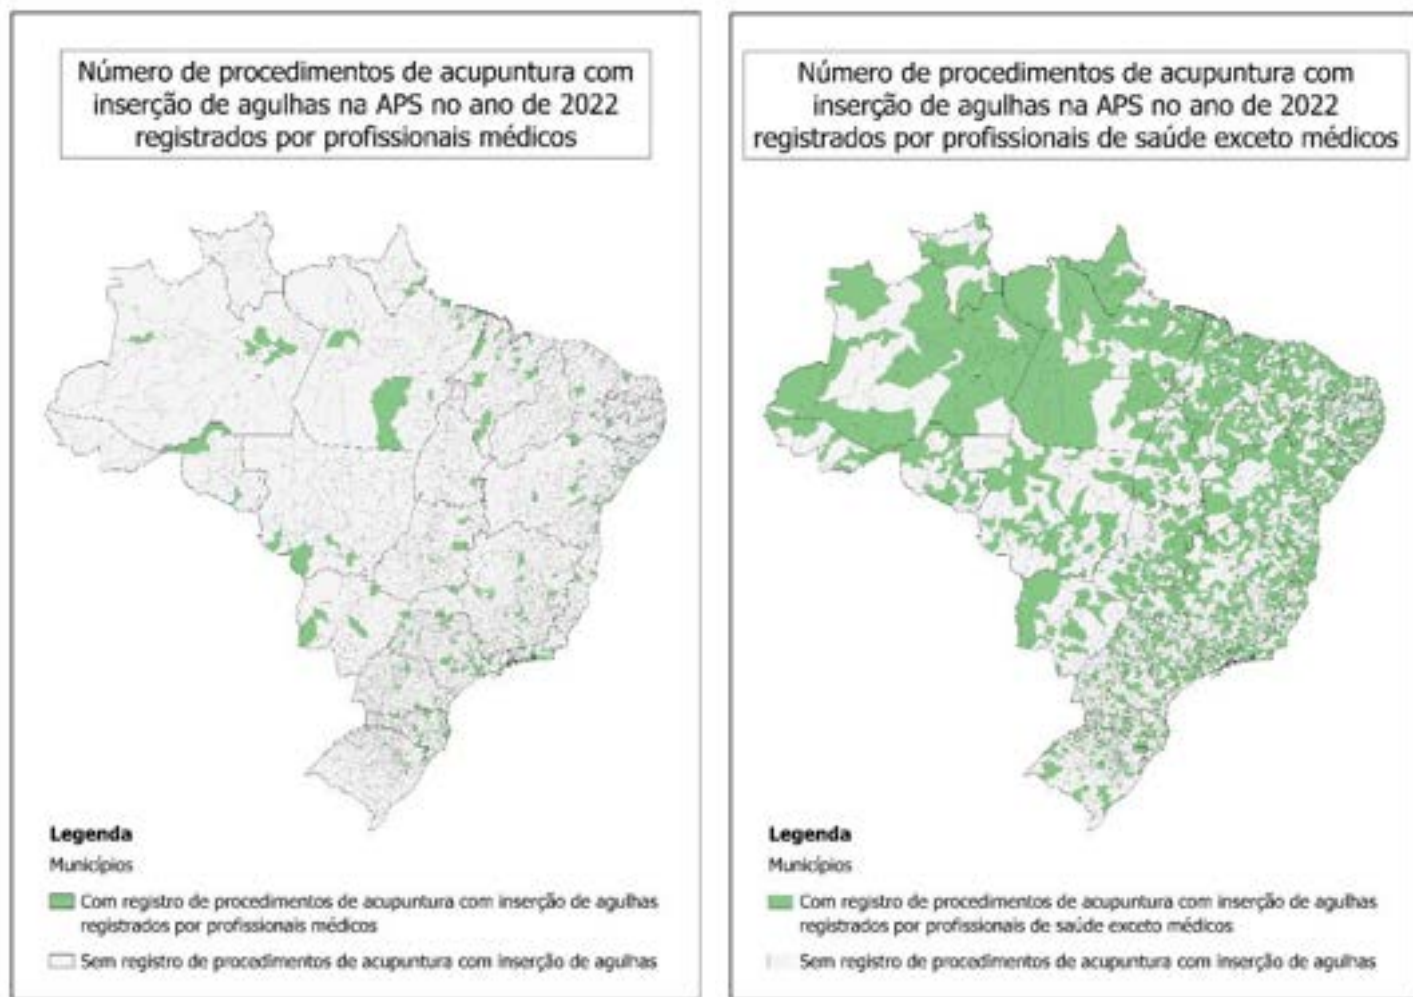 Número de procedimentos de acupuntura com
inserção de agulhas na APS no ano de 2022
registrados por profissionais médicos
Legenda
Municípios
Com registro de procedimentos de acupuntura com inserção de agulhas
registrados por profissionais médicos
Sem registro de procedimentos de acupuntura com inserção de agulhas
Número de procedimentos de acupuntura com
inserção de agulhas na APS no ano de 2022
registrados por profissionais de saúde exceto médicos
Legenda
Municípios
Com registro de procedimentos de acupuntura com inserção de agulhas
registrados por profissionais de saúde exceto médicos
Sem registro de procedimentos de acupuntura com inserção de agulhas